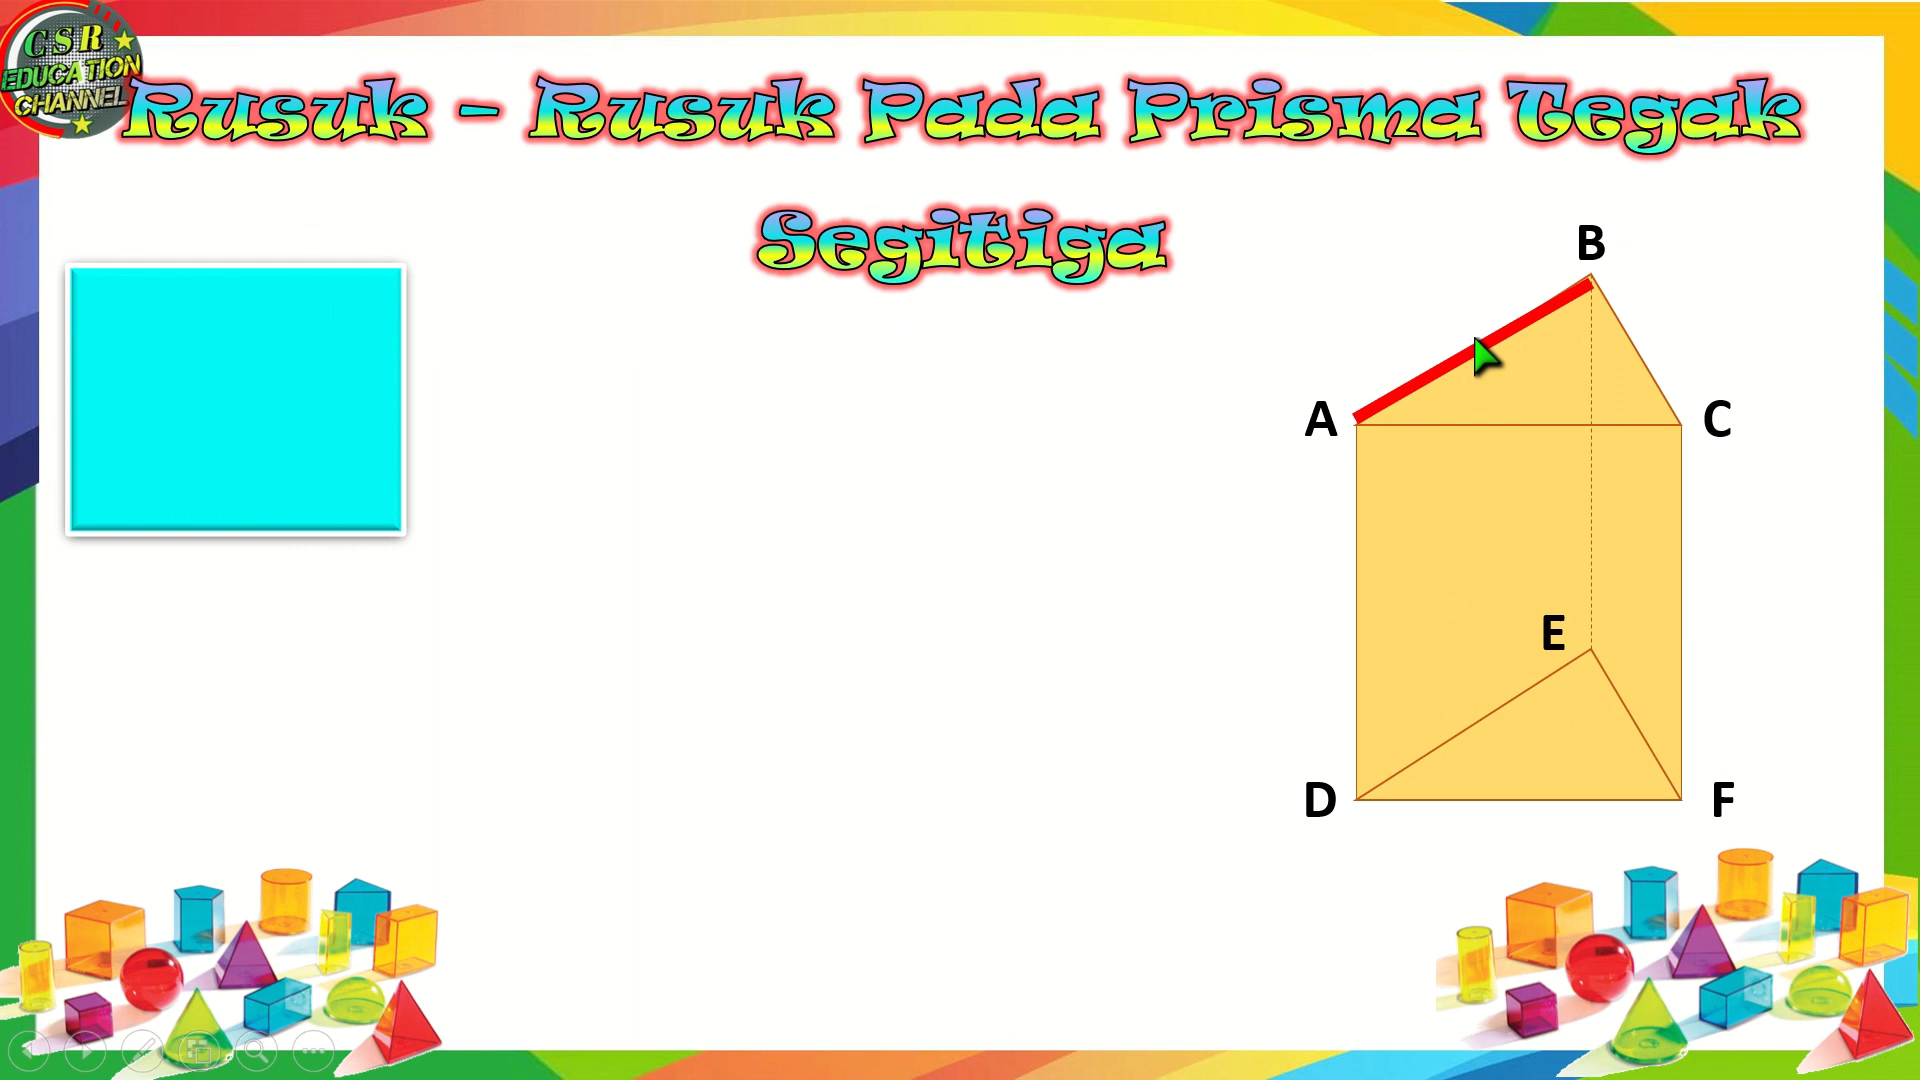 CSR
EDUCATION
CHANNEL
Rusuk - Rusuk Pada Prisma Tegak
Segitiga
B
A
C
E
D
F